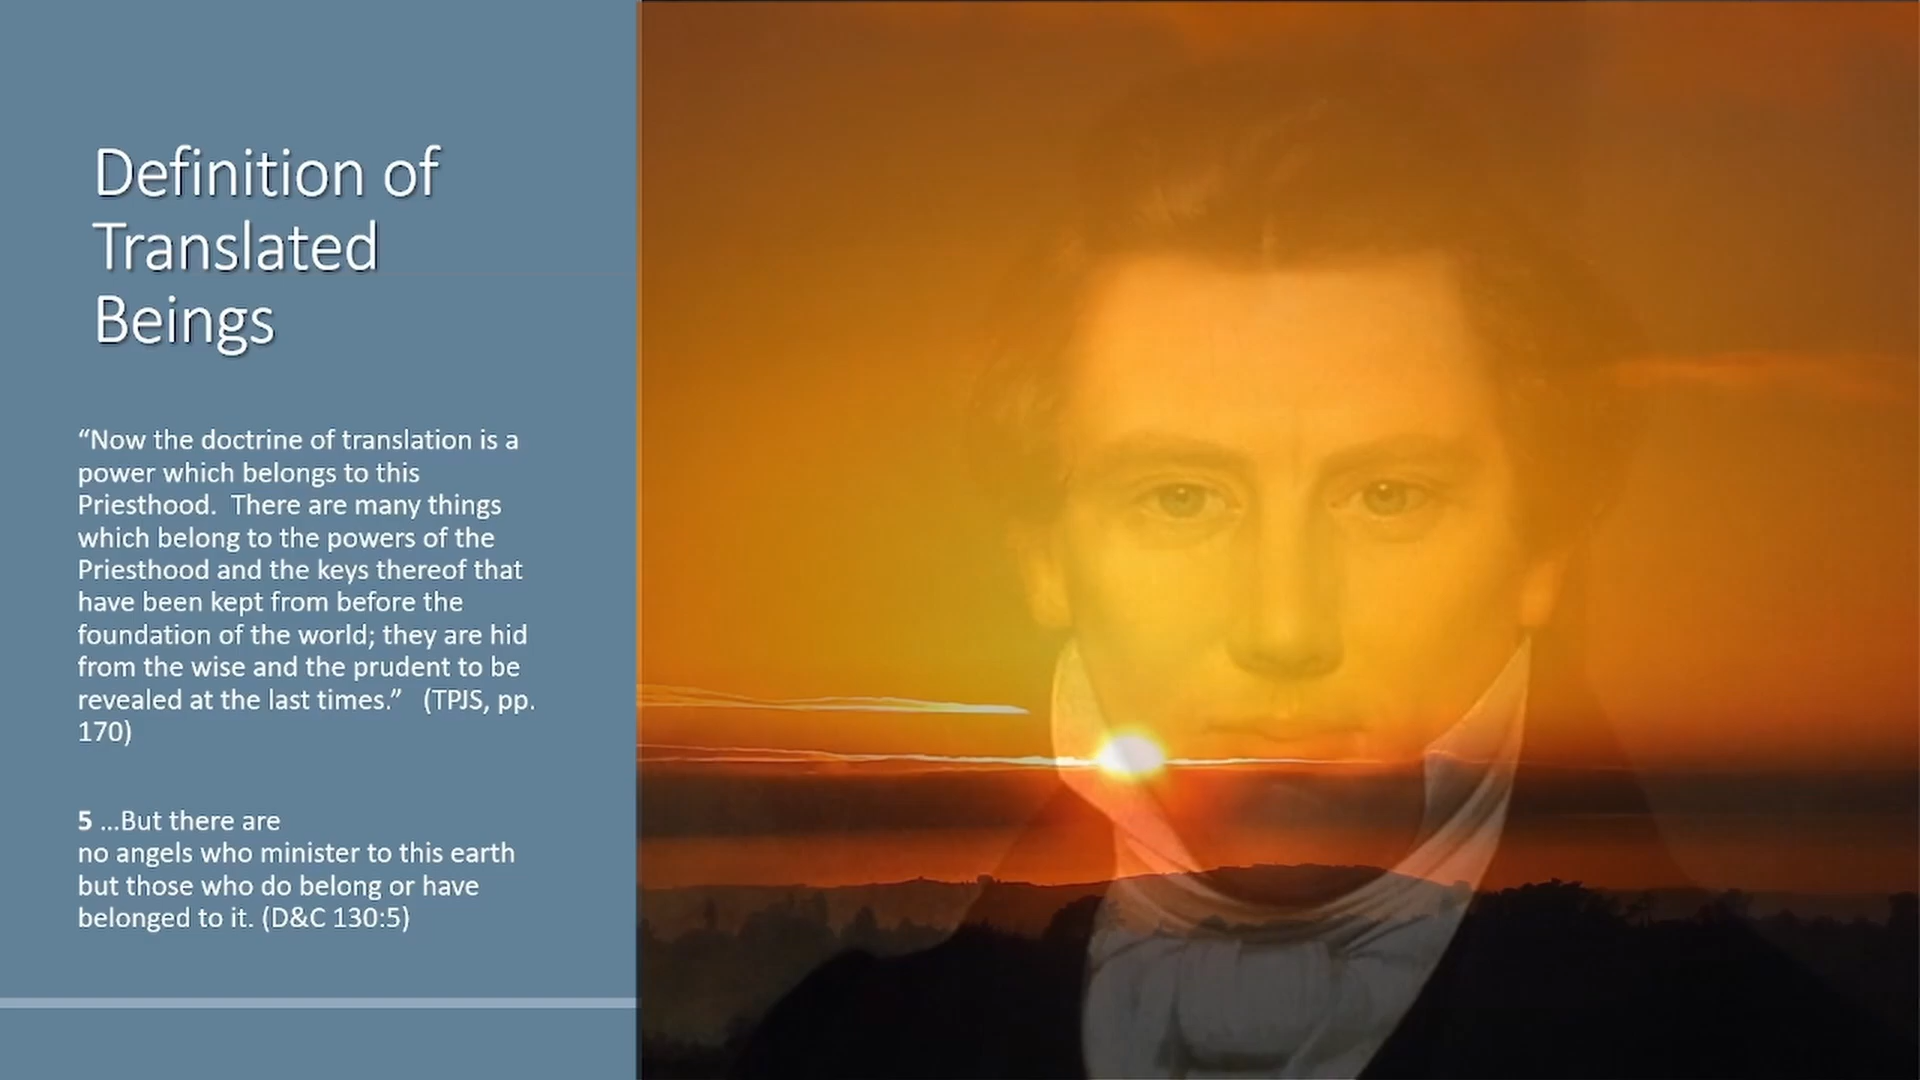 Definition of
Translated
Beings
“Now the doctrine of translation is a
power which belongs to this
Priesthood.  There are many things
which belong to the powers of the
Priesthood and the keys thereof that
have been kept from before the
foundation of the world; they are hid
from the wise and the prudent to be
revealed at the last times.”   (TPJS, pp.
170)
5 …But there are
no angels who minister to this earth
but those who do belong or have
belonged to it. (D&C 130:5)